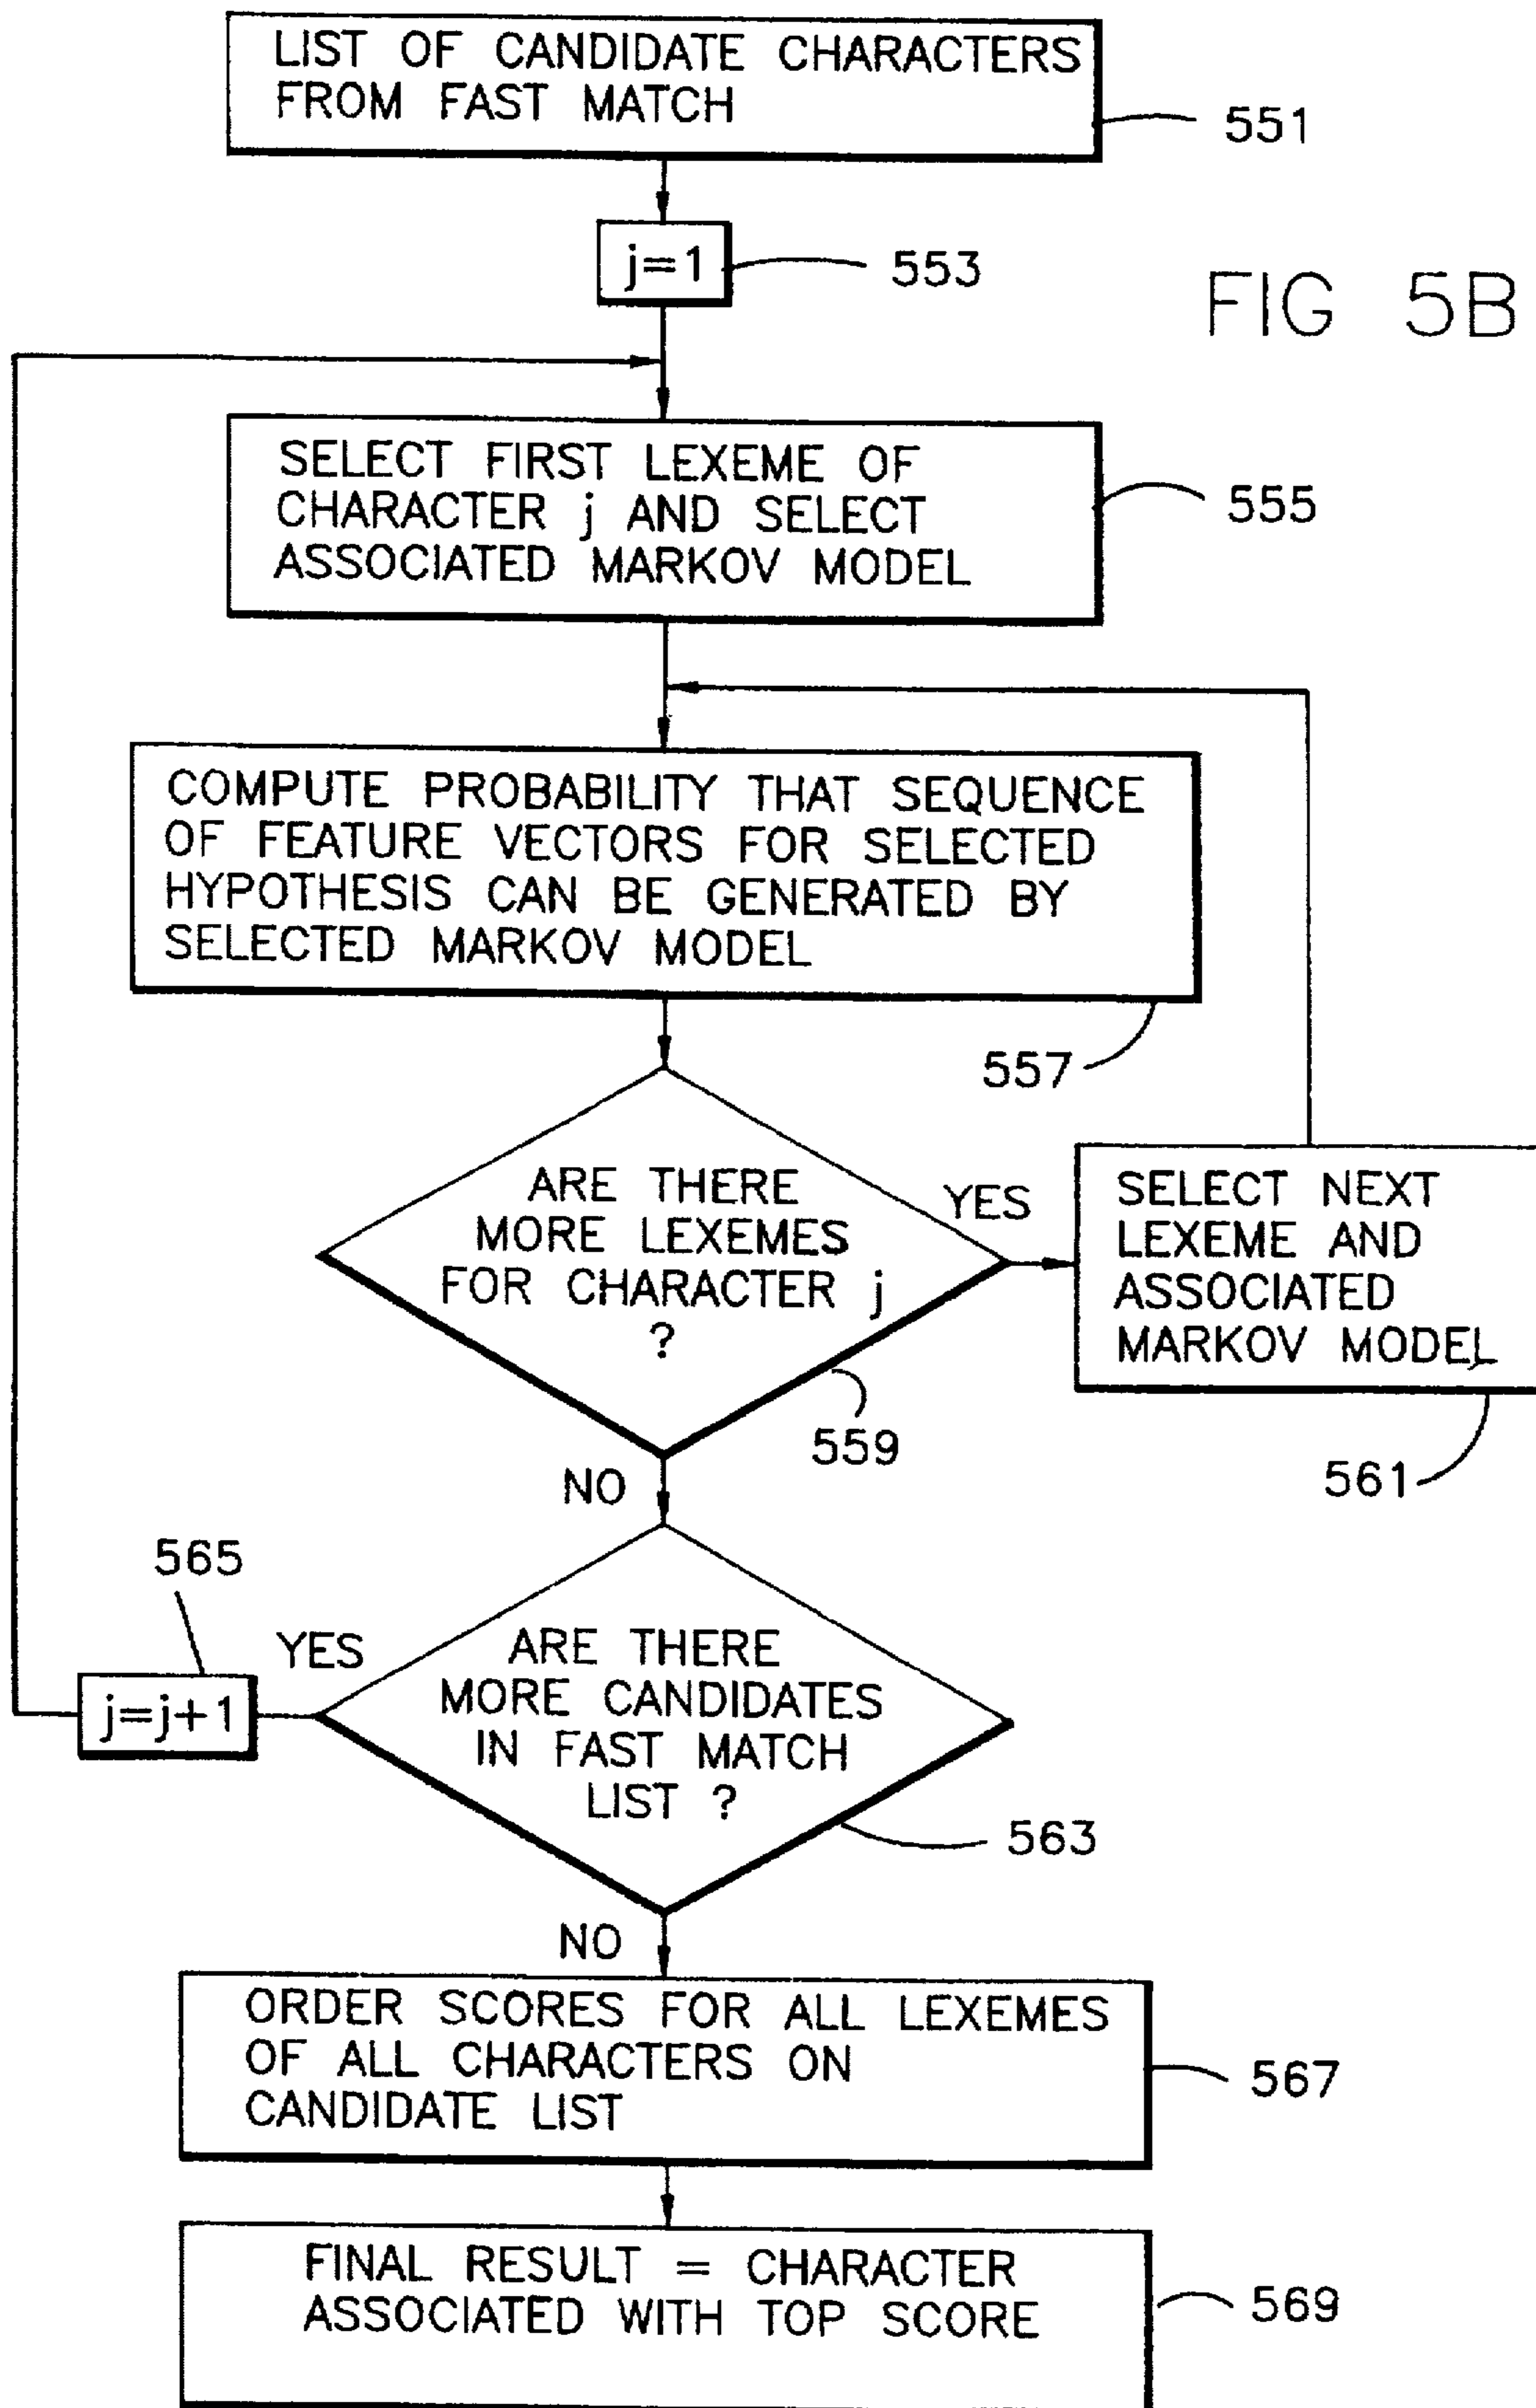 LIST OF CANDIDATE CHARACTERS
FROM FAST MATCH
551
j=1
553
FIG 5B
SELECT FIRST LEXEME OF
CHARACTER j AND SELECT
ASSOCIATED MARKOV MODEL
555
COMPUTE PROBABILITY THAT SEQUENCE
OF FEATURE VECTORS FOR SELECTED
HYPOTHESIS CAN BE GENERATED BY
SELECTED MARKOV MODEL
557
ARE THERE
MORE LEXEMES
FOR CHARACTER j
?
559
YES
SELECT NEXT
LEXEME AND
ASSOCIATED
MARKOV MODEL
561
NO
565
YES
j=j+1
ARE THERE
MORE CANDIDATES
IN FAST MATCH
LIST ?
563
NO
ORDER SCORES FOR ALL LEXEMES
OF ALL CHARACTERS ON
CANDIDATE LIST
567
FINAL RESULT = CHARACTER
ASSOCIATED WITH TOP SCORE
569